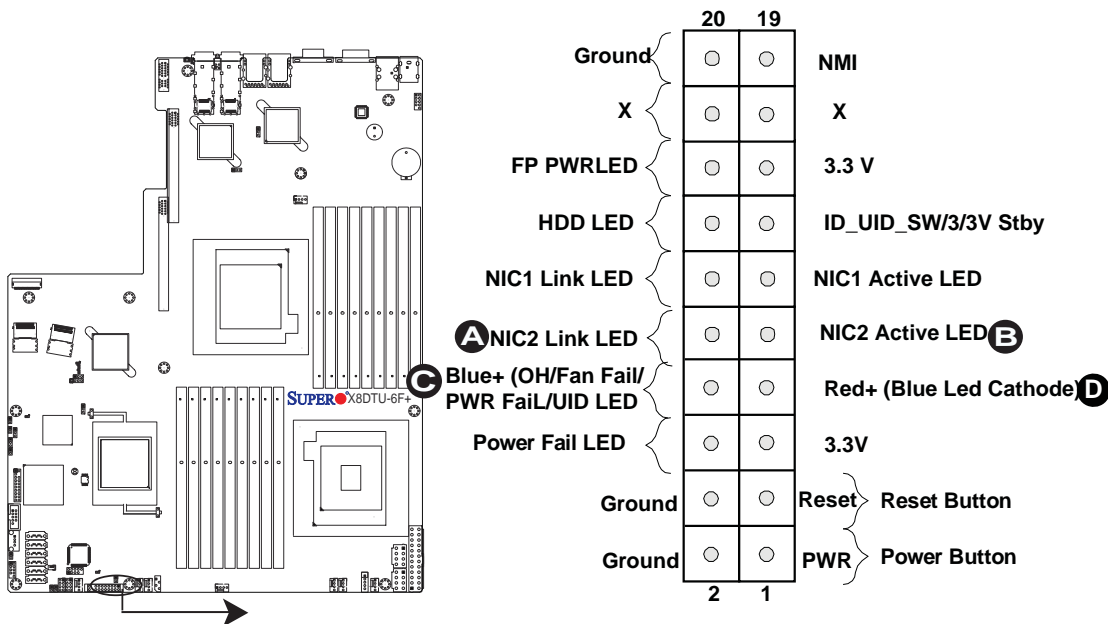 20 19
Ground NMI
X X
FP PWRLED 3.3 V
HDD LED ID_UID_SW/3/3V Stby
NIC1 Link LED NIC1 Active LED
A NIC2 Link LED NIC2 Active LED B
C Blue+ (OH/Fan Fail/
PWR FaiL/UID LED Red+ (Blue Led Cathode) D
SUPER X8DTU-6F+
Power Fail LED 3.3V
Ground Reset Reset Button
Ground PWR Power Button
2 1